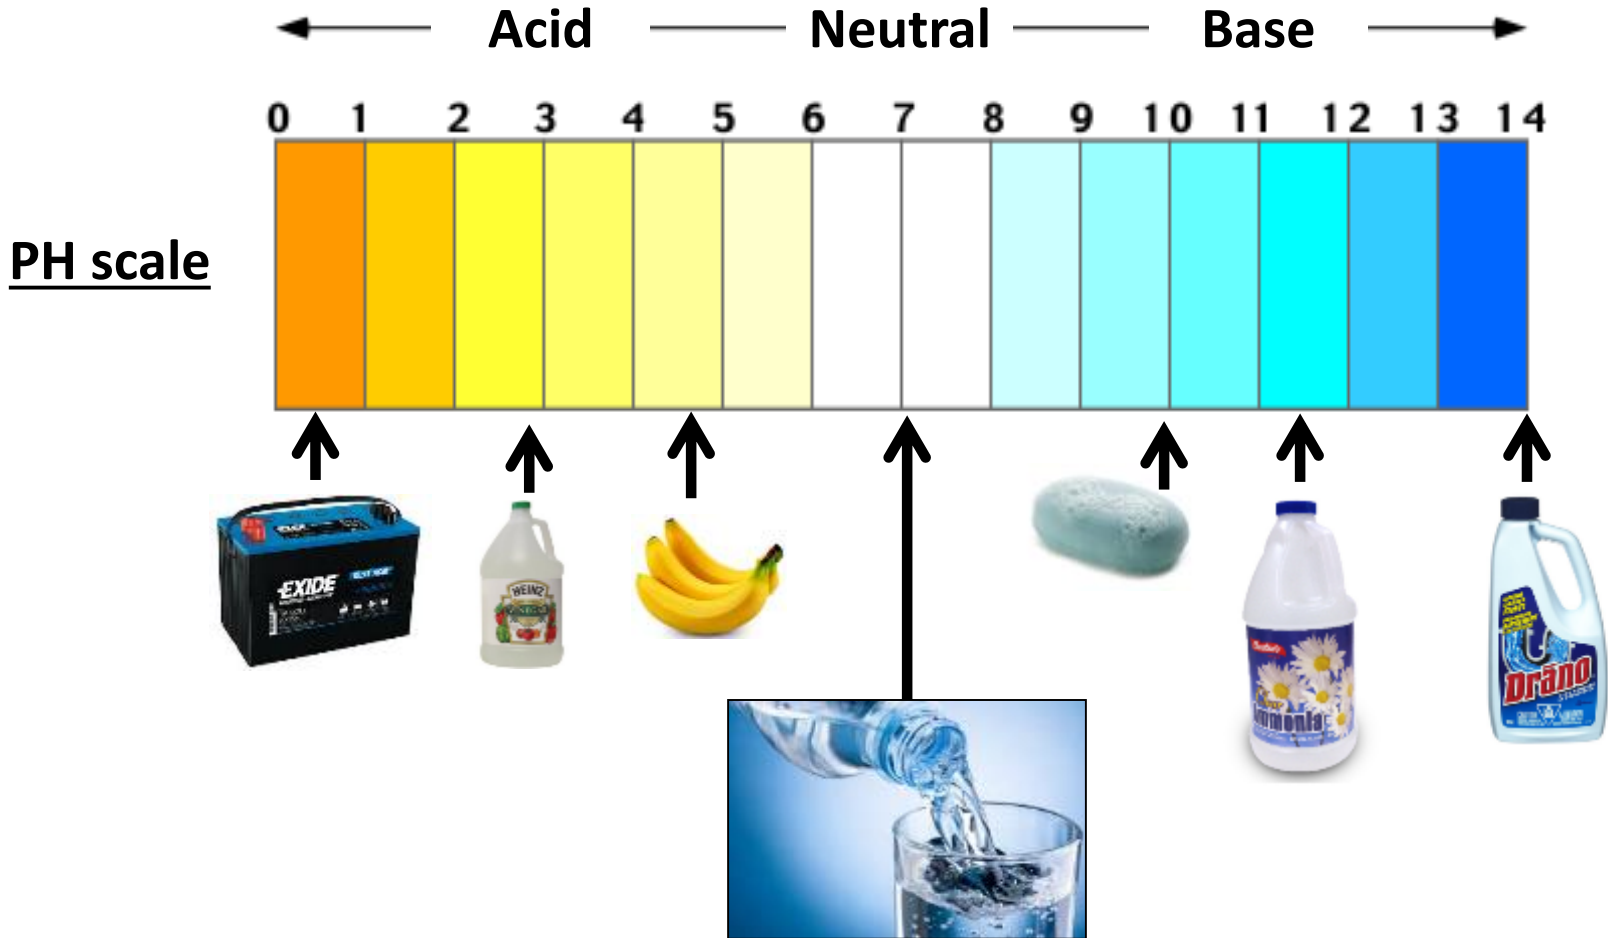 Acid Neutral Base
0 1 2 3 4 5 6 7 8 9 10 11 12 13 14
PH scale
EXIDE
HEINZ
Ammonia
Drāno